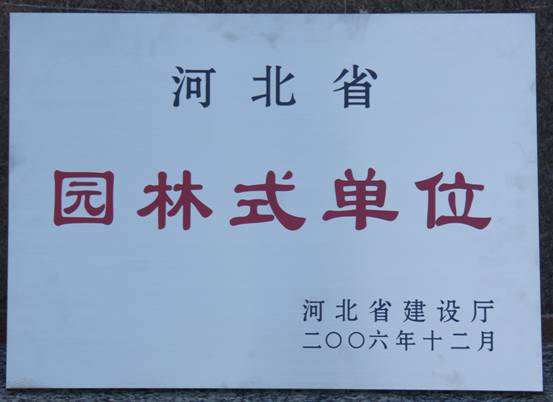 河北省
园林式单位
河北省建设厅
二〇〇六年十二月